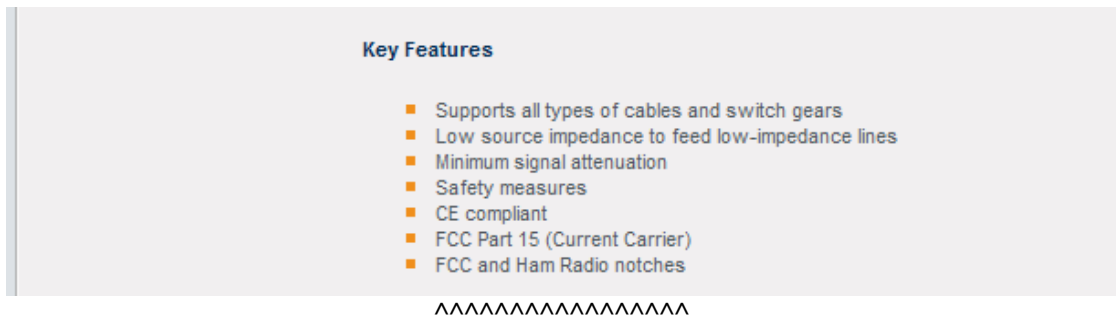 Key Features
Supports all types of cables and switch gears
Low source impedance to feed low-impedance lines
Minimum signal attenuation
Safety measures
CE compliant
FCC Part 15 (Current Carrier)
FCC and Ham Radio notches
^^^^^^^^^^^^^^^^^